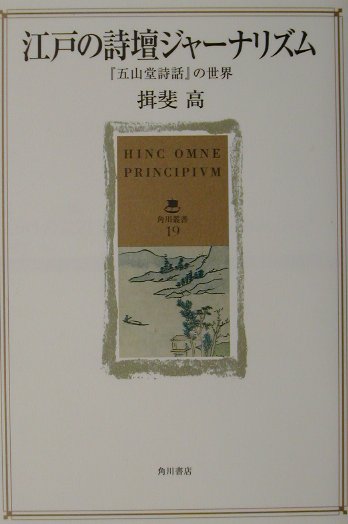 江戸の詩壇ジャーナリズム
『五山堂詩話』の世界
揖斐 高
HINC OMNE
PRINCIPIVM
角川叢書
19
角川書店